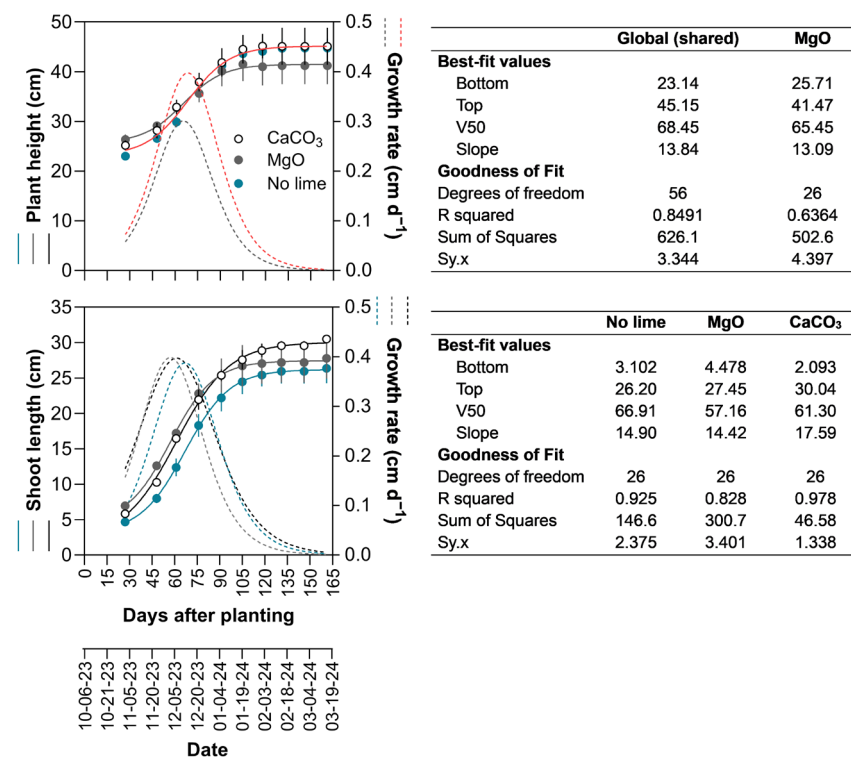 50
40
30
20
10
0
Plant height (cm)
0.5
0.4
0.3
0.2
0.1
0.0
Growth rate (cm d⁻¹)
CaCO₃
MgO
No lime
Global (shared) MgO
Best-fit values
Bottom 23.14 25.71
Top 45.15 41.47
V50 68.45 65.45
Slope 13.84 13.09
Goodness of Fit
Degrees of freedom 56 26
R squared 0.8491 0.6364
Sum of Squares 626.1 502.6
Sy.x 3.344 4.397
35
30
25
20
15
10
5
0
Shoot length (cm)
0.5
0.4
0.3
0.2
0.1
0.0
Growth rate (cm d⁻¹)
0 15 30 45 60 75 90 105 120 135 150 165
Days after planting
No lime MgO CaCO₃
Best-fit values
Bottom 3.102 4.478 2.093
Top 26.20 27.45 30.04
V50 66.91 57.16 61.30
Slope 14.90 14.42 17.59
Goodness of Fit
Degrees of freedom 26 26 26
R squared 0.925 0.828 0.978
Sum of Squares 146.6 300.7 46.58
Sy.x 2.375 3.401 1.338
10-06-23 10-21-23 11-05-23 11-20-23 12-05-23 12-20-23 01-04-24 01-19-24 02-03-24 02-18-24 03-04-24 03-19-24
Date